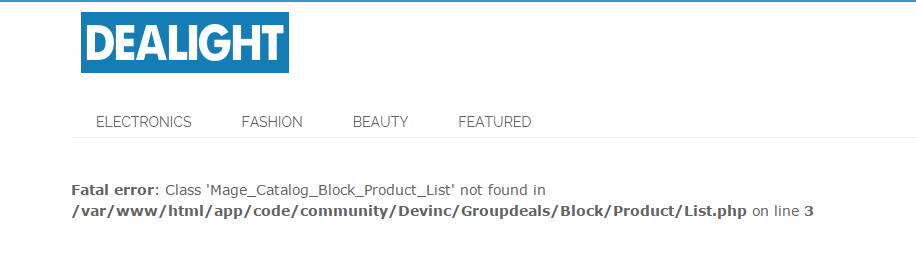 DEALIGHT
ELECTRONICS FASHION BEAUTY FEATURED
Fatal error: Class 'Mage_Catalog_Block_Product_List' not found in
/var/www/html/app/code/community/Devinc/Groupdeals/Block/Product/List.php on line 3